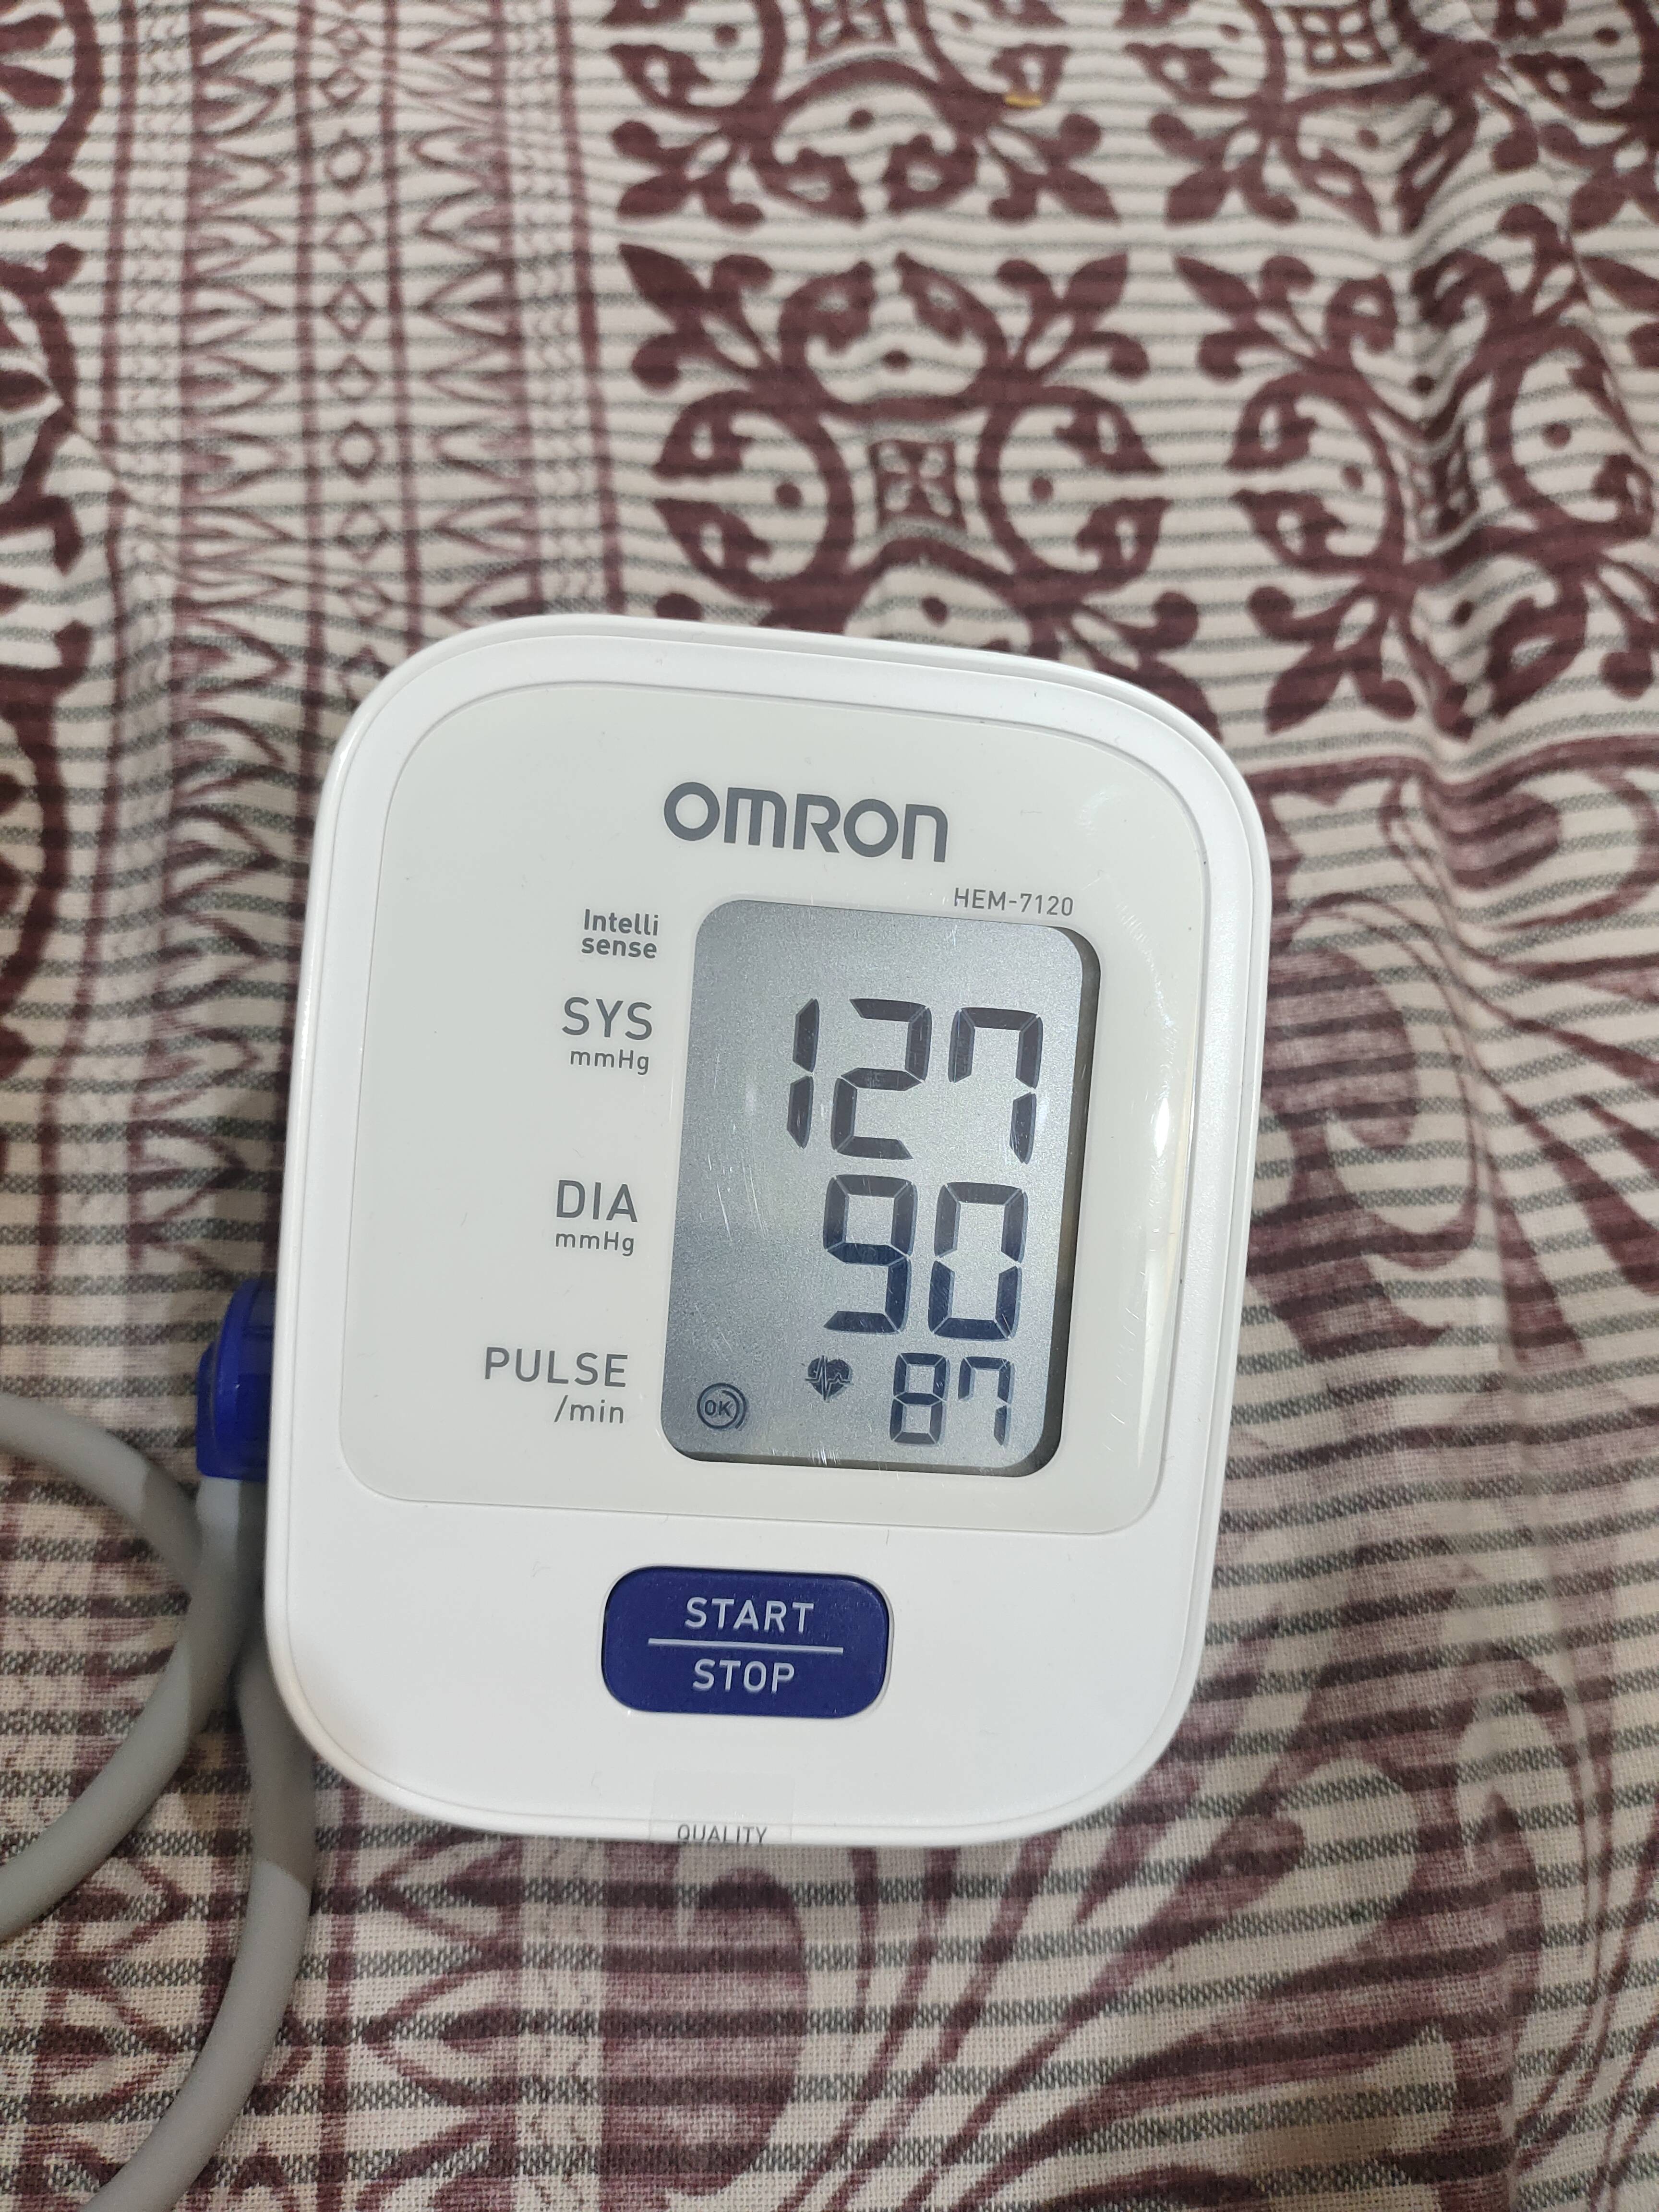 OMRON
HEM-7120
Intelli
sense
SYS
mmHg
127
DIA
mmHg
90
PULSE
/min
OK
87
START
STOP
QUALITY